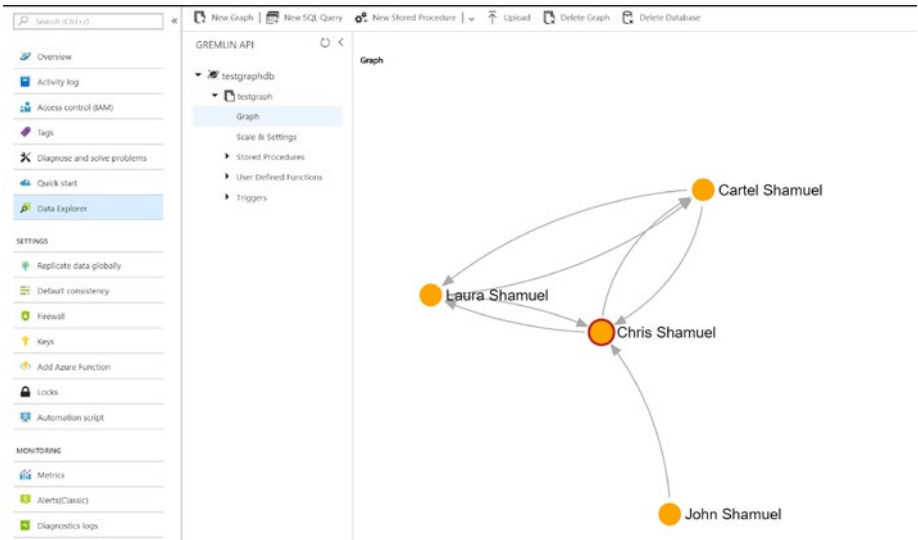 Search (Ctrl+/)
«
Overview
Activity log
Access control (IAM)
Tags
Diagnose and solve problems
Quick start
Data Explorer
SETTINGS
Replicate data globally
Default consistency
Firewall
Keys
Add Azure Function
Locks
Automation script
MONITORING
Metrics
Alerts(Classic)
Diagnostics logs
New Graph New SQL Query New Stored Procedure Upload Delete Graph Delete Database
GREMLIN API
testgraphdb
testgraph
Graph
Scale & Settings
Stored Procedures
User Defined Functions
Triggers
Graph
Cartel Shamuel
Laura Shamuel
Chris Shamuel
John Shamuel